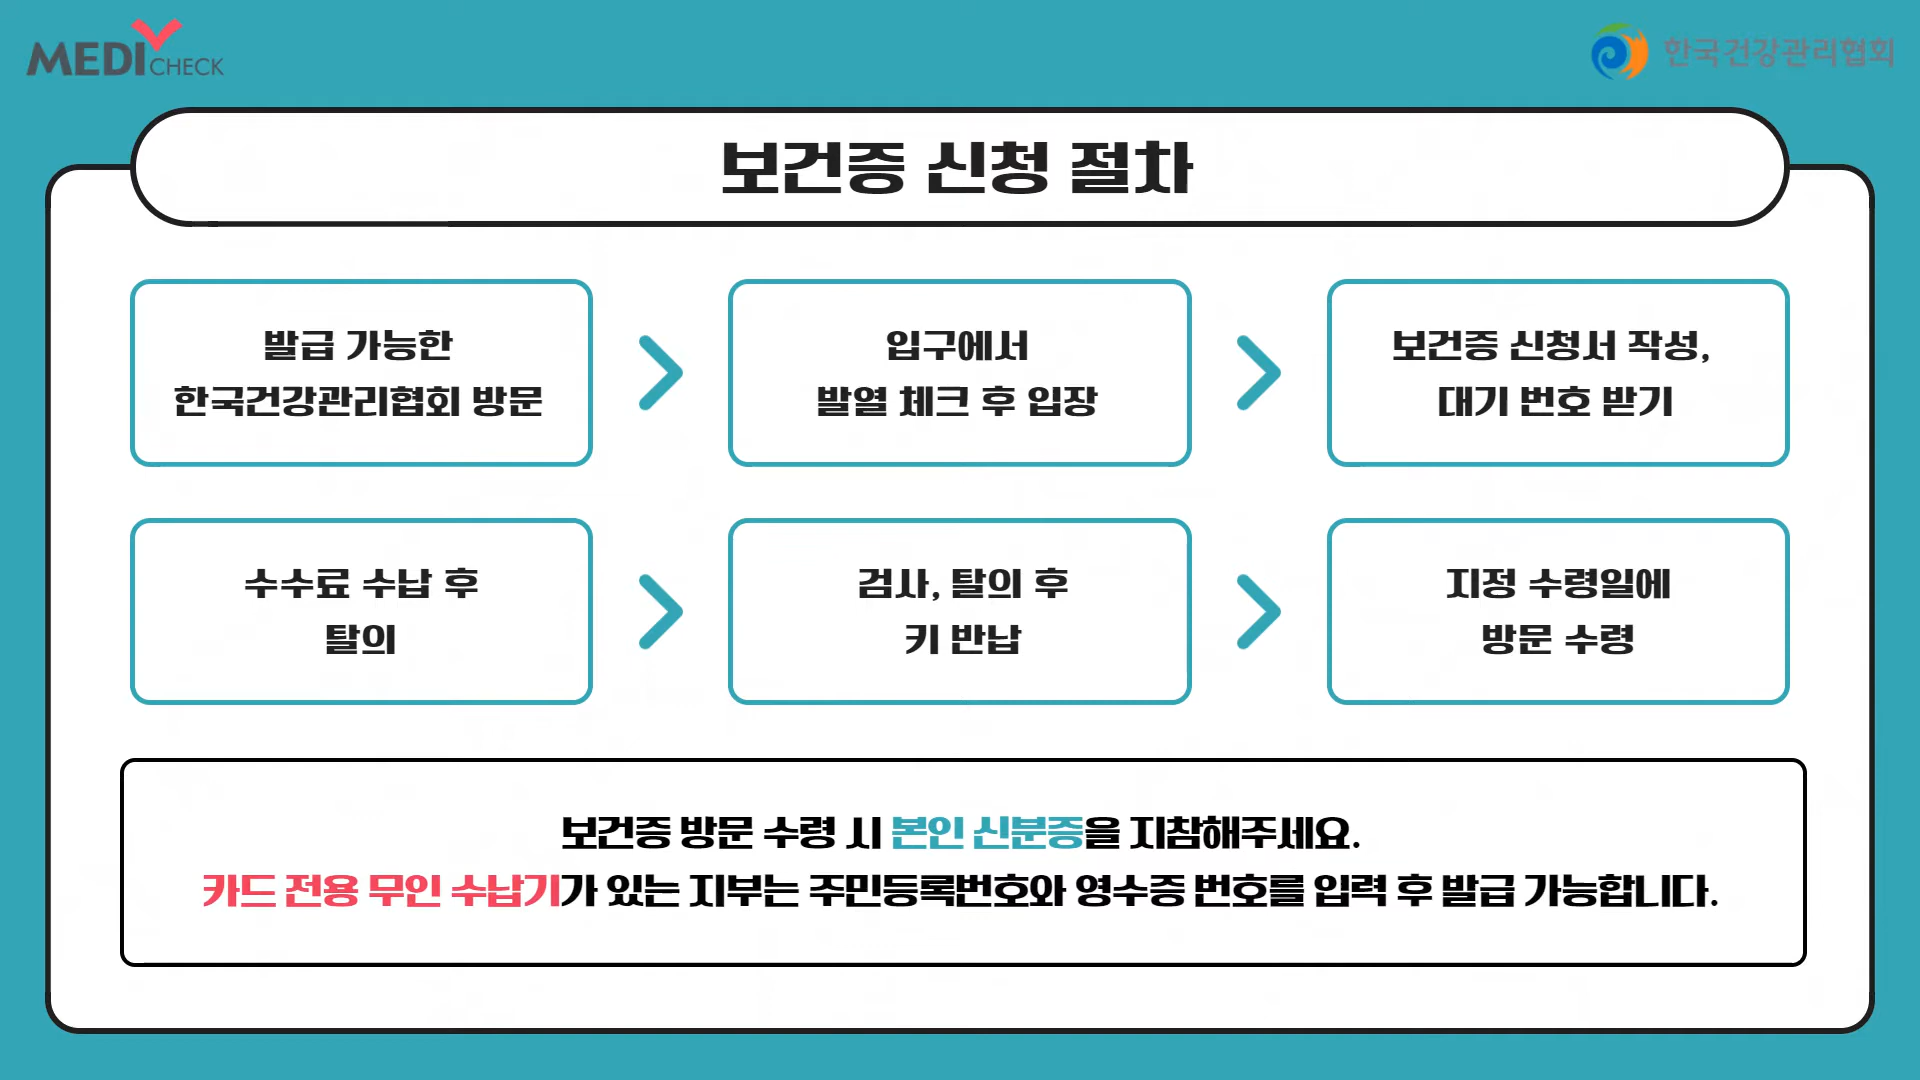 MEDI CHECK
한국건강관리협회
보건증 신청 절차
발급 가능한
한국건강관리협회 방문
입구에서
발열 체크 후 입장
보건증 신청서 작성,
대기 번호 받기
수수료 수납 후
탈의
검사, 탈의 후
키 반납
지정 수령일에
방문 수령
보건증 방문 수령 시 본인 신분증을 지참해주세요.
카드 전용 무인 수납기가 있는 지부는 주민등록번호와 영수증 번호를 입력 후 발급 가능합니다.